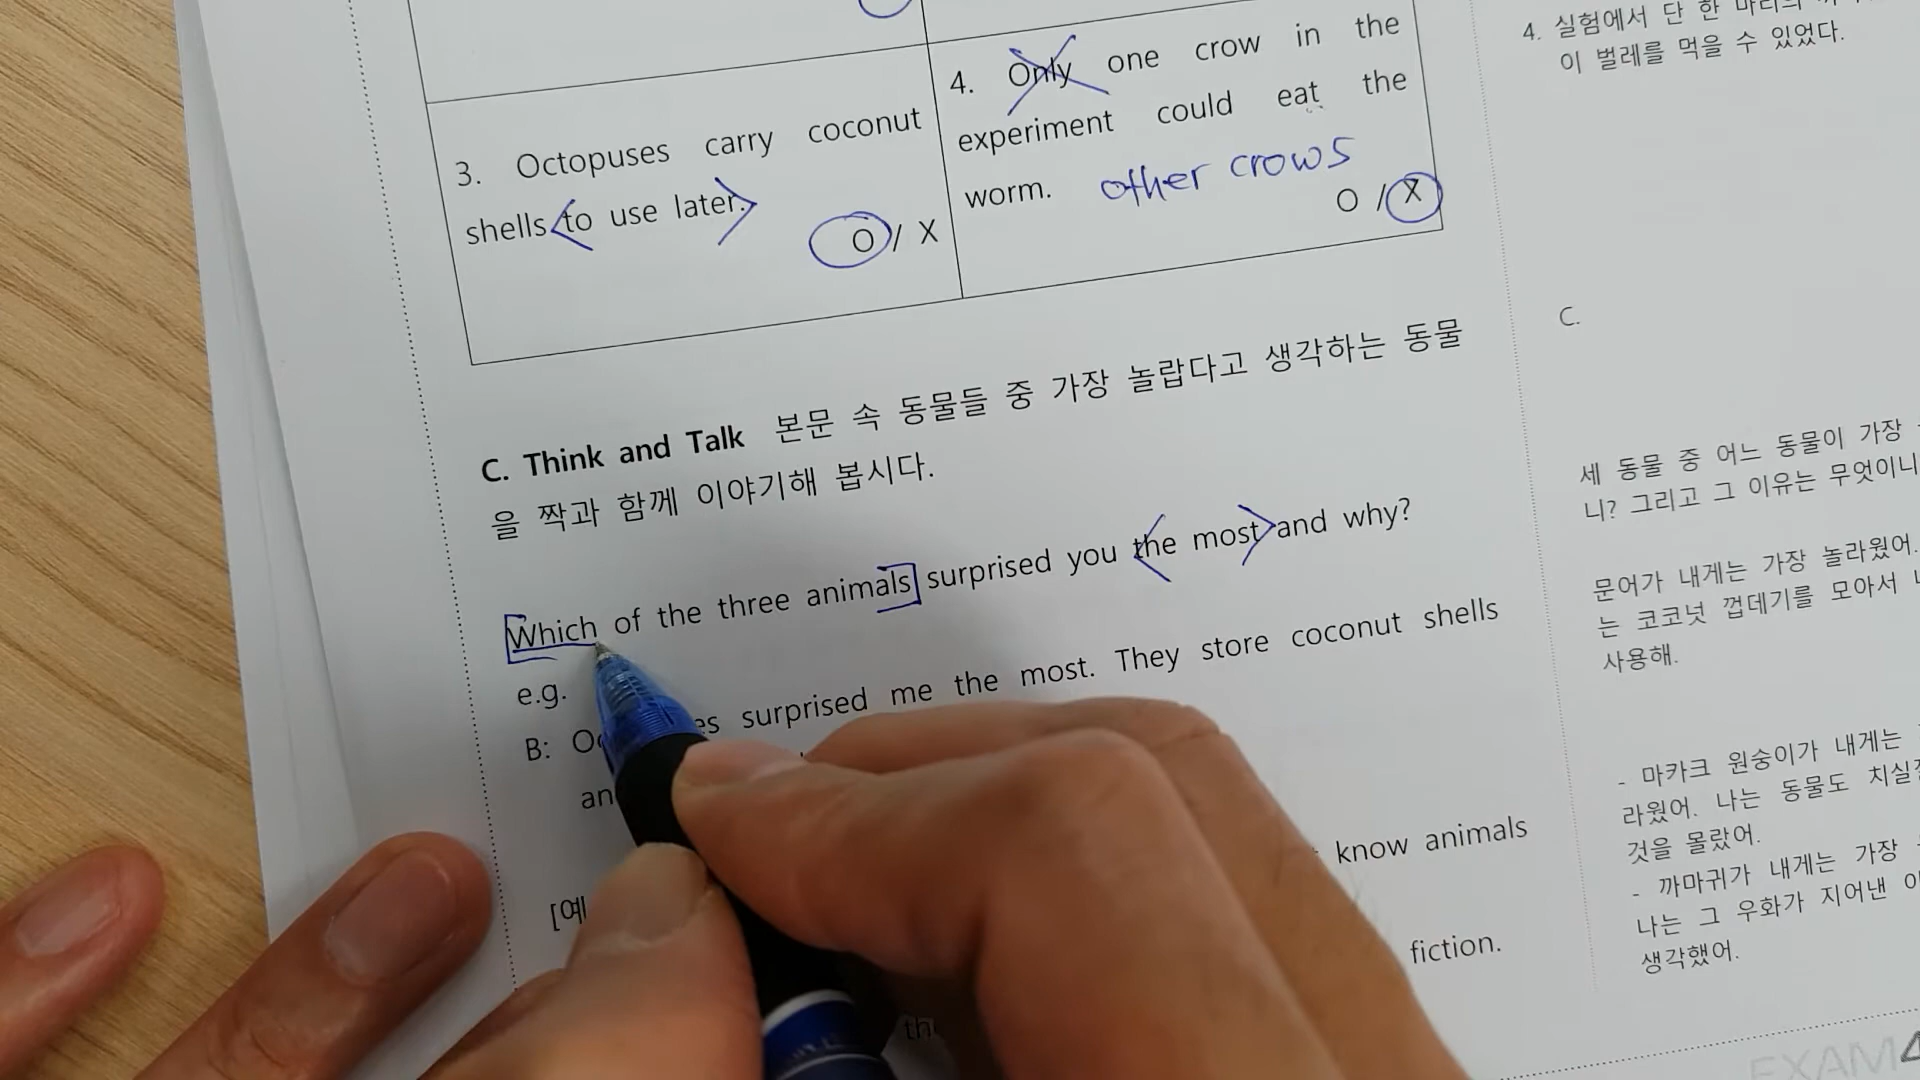 3. Octopuses carry coconut
shells to use later.
O / X
4. Only one crow in the
experiment could eat the
worm. other crows
O / X
C. Think and Talk 본문 속 동물들 중 가장 놀랍다고 생각하는 동물
을 짝과 함께 이야기해 봅시다.
Which of the three animals surprised you the most and why?
e.g.
B: surprised me the most. They store coconut shells
know animals
[예
fiction.
4. 실험에서 단 한
이 벌레를 먹을 수 있었다.
C.
세 동물 중 어느 동물이 가장
니? 그리고 그 이유는 무엇이니
문어가 내게는 가장 놀라웠어.
는 코코넛 껍데기를 모아서
사용해.
- 마카크 원숭이가 내게는
라웠어. 나는 동물도 치실
것을 몰랐어.
- 까마귀가 내게는 가장
나는 그 우화가 지어낸
생각했어.
EXAM4